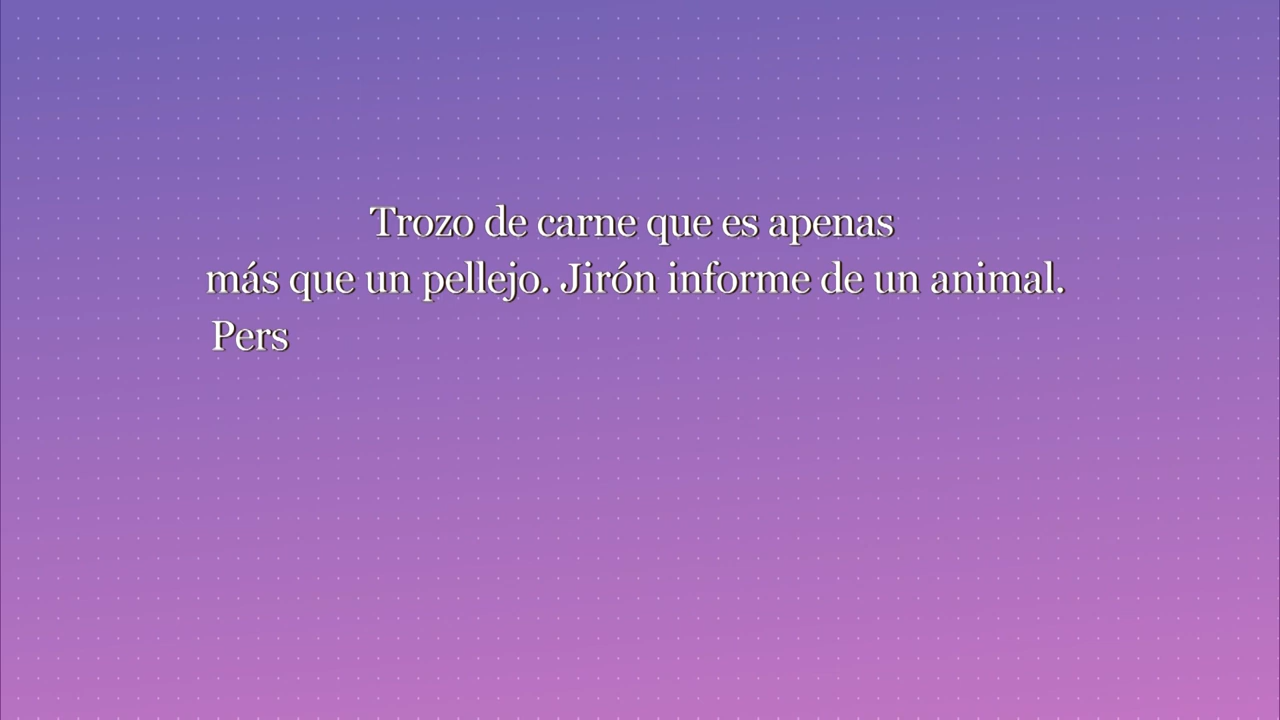 Trozo de carne que es apenas
más que un pellejo. Jirón informe de un animal.
Pers